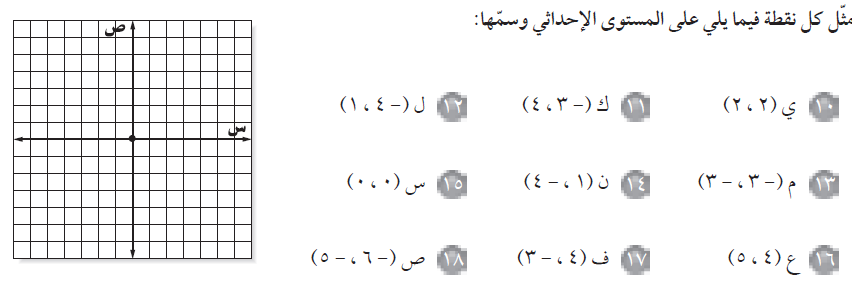 مثّل كل نقطة فيما يلي على المستوى الإحداثي وسمّها:
١٠ ي (٢ ، ٢) ١١ ك (− ٣ ، ٤) ١٢ ل (− ٤ ، ١)
١٣ م (− ٣ ، − ٣) ١٤ ن (١ ، − ٤) ١٥ س (٠ ، ٠)
١٦ ع (٤ ، ٥) ١٧ ف (٤ ، − ٣) ١٨ ص (− ٦ ، − ٥)
ص
س